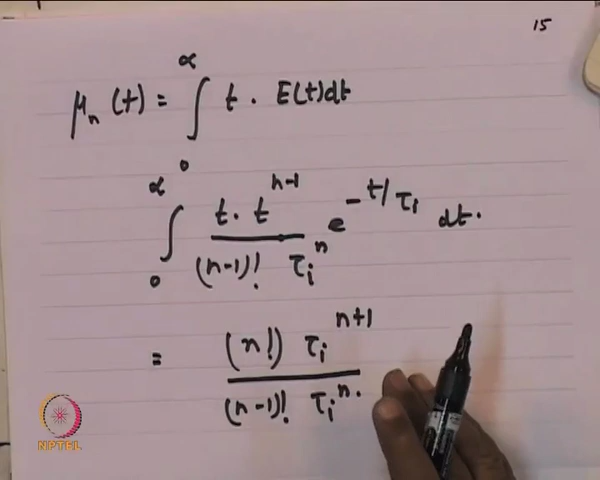 15
μₙ(t) = ∫₀^∝ t · E(t)dt
∫₀^∝ (t · t^(n-1)) / ((n-1)! τᵢ^n) e^(-t/τᵢ) dt.
= ((n!) τᵢ^(n+1)) / ((n-1)! τᵢ^n.)
NPTEL